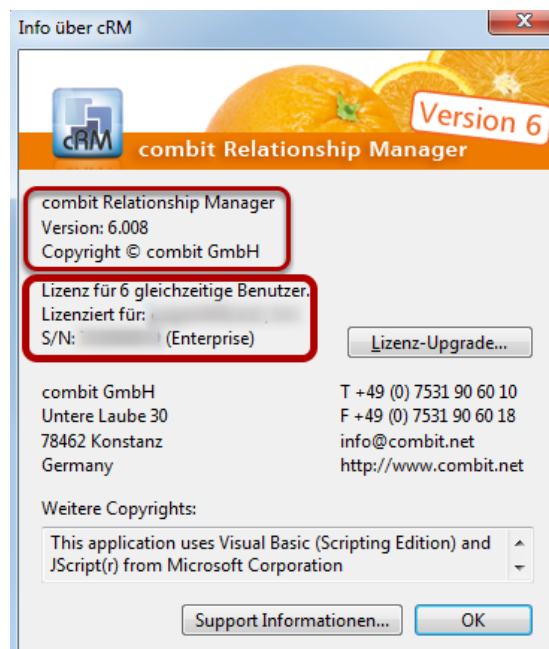 Info über cRM
cRM
Version 6
combit Relationship Manager
combit Relationship Manager
Version: 6.008
Copyright © combit GmbH
Lizenz für 6 gleichzeitige Benutzer.
Lizenziert für:
S/N: (Enterprise)
Lizenz-Upgrade...
combit GmbH
Untere Laube 30
78462 Konstanz
Germany
T +49 (0) 7531 90 60 10
F +49 (0) 7531 90 60 18
info@combit.net
http://www.combit.net
Weitere Copyrights:
This application uses Visual Basic (Scripting Edition) and
JScript(r) from Microsoft Corporation
Support Informationen...
OK